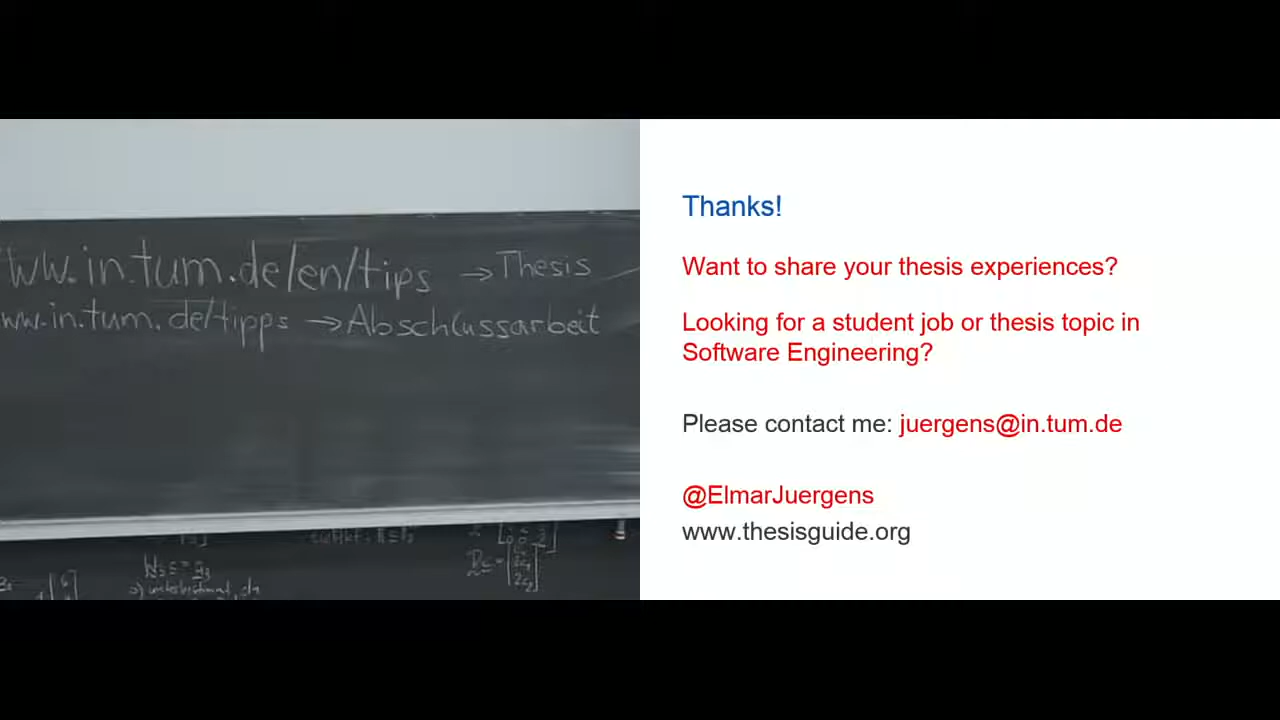 ww.in.tum.de/en/tips → Thesis
ww.in.tum.de/tipps → Abschlussarbeit
Thanks!
Want to share your thesis experiences?
Looking for a student job or thesis topic in
Software Engineering?
Please contact me: juergens@in.tum.de
@ElmarJuergens
www.thesisguide.org